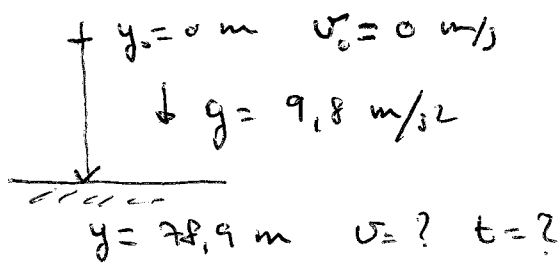 y₀ = 0 m v₀ = 0 m/s
↓ g = 9,8 m/s2
y = 78,9 m v = ? t = ?